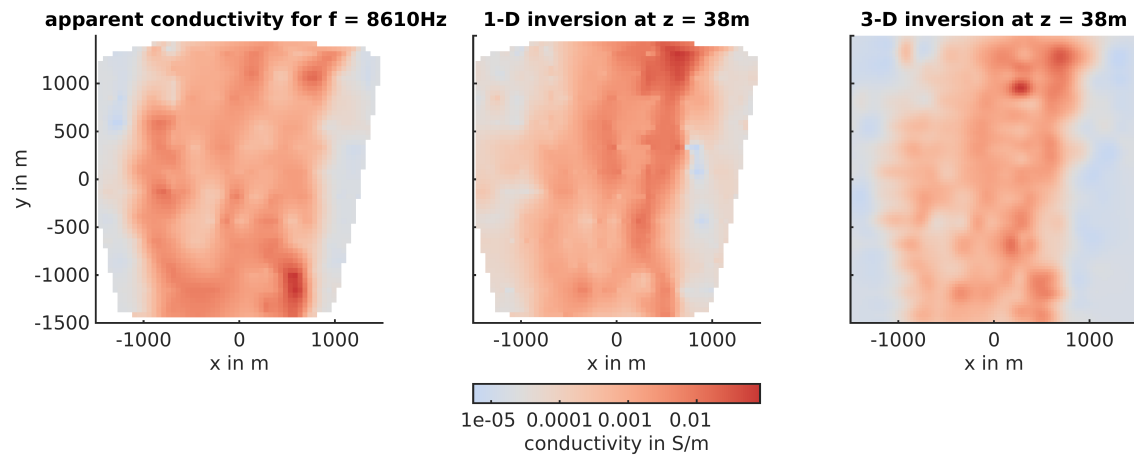 apparent conductivity for f = 8610Hz
1-D inversion at z = 38m
3-D inversion at z = 38m
1000
500
0
-500
-1000
-1500
y in m
-1000 0 1000
-1000 0 1000
-1000 0 1000
x in m
x in m
x in m
1e-05 0.0001 0.001 0.01
conductivity in S/m